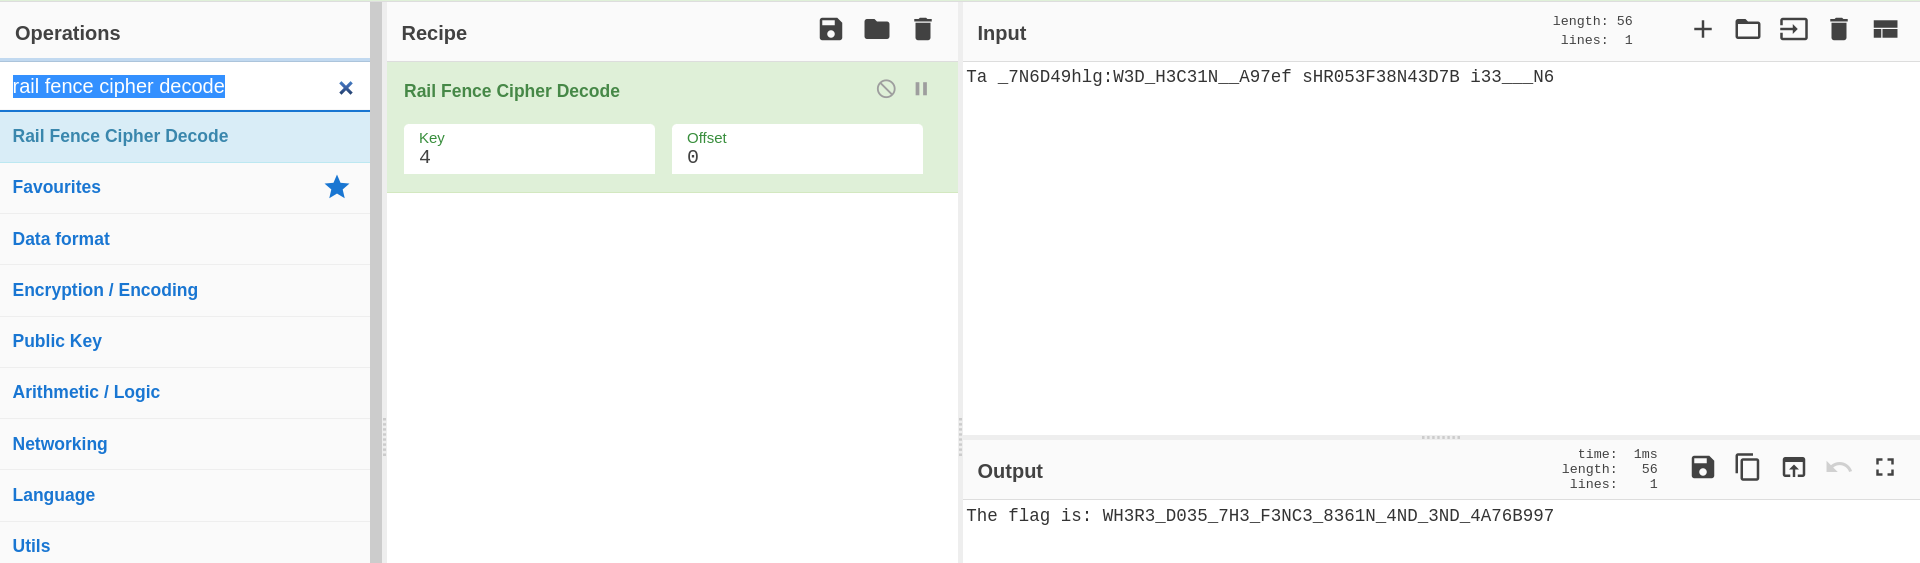 Operations
rail fence cipher decode
Rail Fence Cipher Decode
Favourites
Data format
Encryption / Encoding
Public Key
Arithmetic / Logic
Networking
Language
Utils
Recipe
Rail Fence Cipher Decode
Key
4
Offset
0
Input
length: 56
lines: 1
Ta _7N6D49hlg:W3D_H3C31N__A97ef sHR053F38N43D7B i33___N6
Output
time: 1ms
length: 56
lines: 1
The flag is: WH3R3_D035_7H3_F3NC3_8361N_4ND_3ND_4A76B997